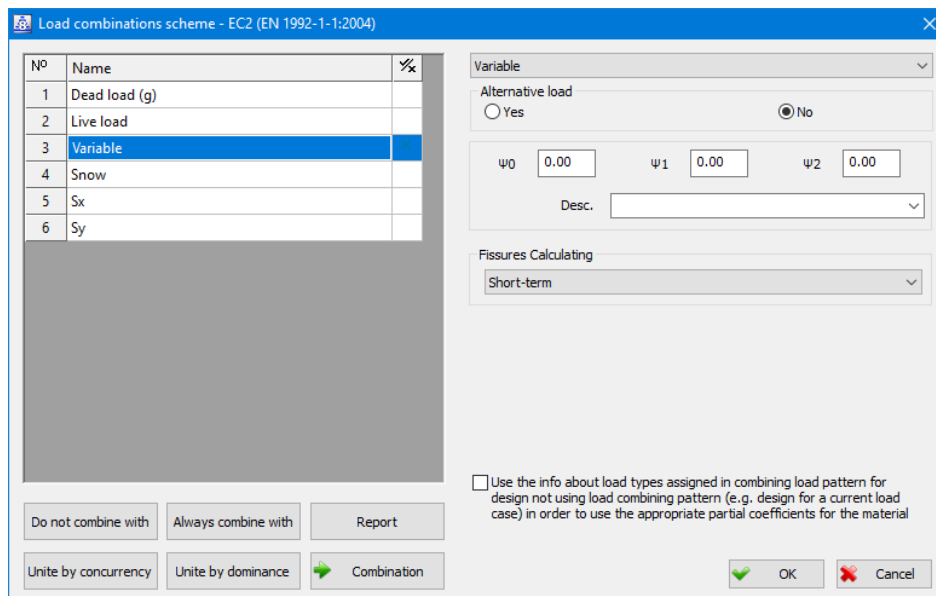 Load combinations scheme - EC2 (EN 1992-1-1:2004)
Nº Name
1 Dead load (g)
2 Live load
3 Variable
4 Snow
5 Sx
6 Sy
Do not combine with Always combine with Report
Unite by concurrency Unite by dominance Combination
Variable
Alternative load
Yes No
Ψ0 0.00 Ψ1 0.00 Ψ2 0.00
Desc.
Fissures Calculating
Short-term
Use the info about load types assigned in combining load pattern for
design not using load combining pattern (e.g. design for a current load
case) in order to use the appropriate partial coefficients for the material
OK Cancel